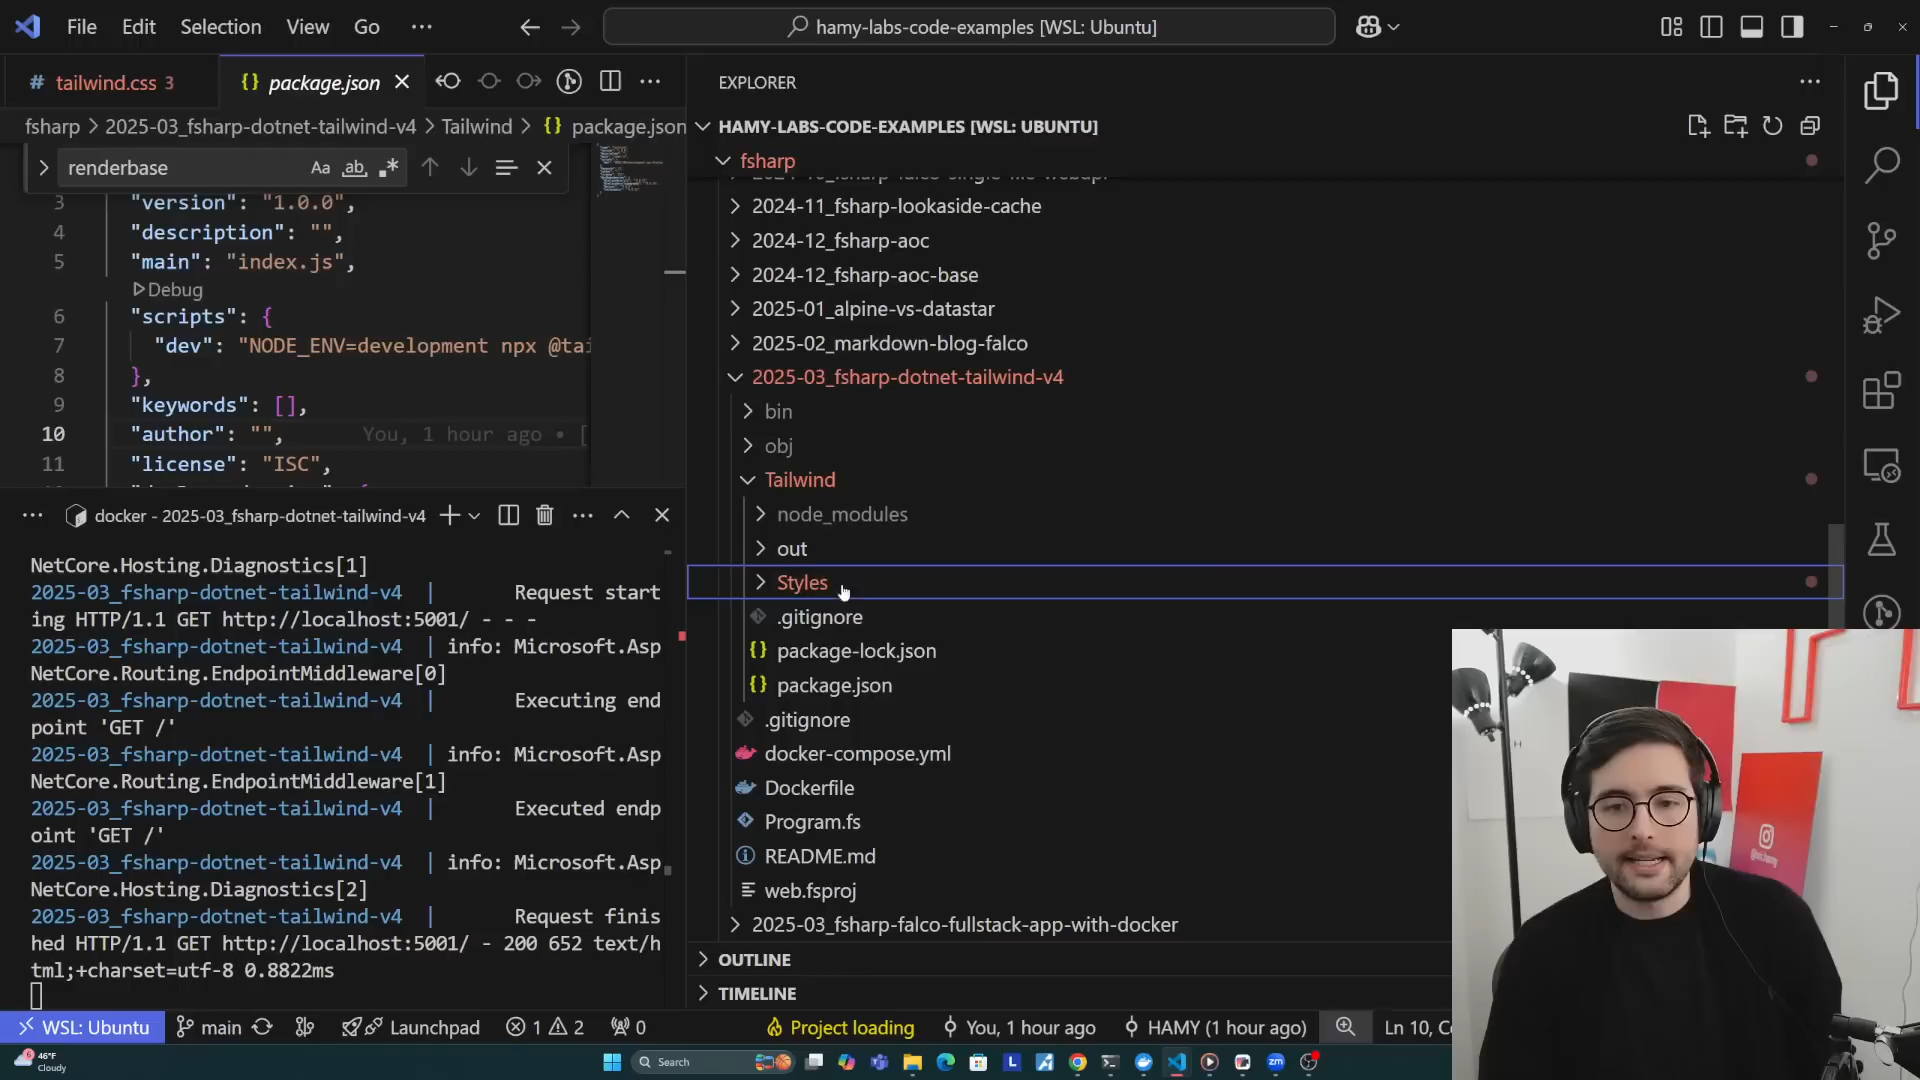 File Edit Selection View Go
hamy-labs-code-examples [WSL: Ubuntu]
# tailwind.css 3
{} package.json
fsharp > 2025-03_fsharp-dotnet-tailwind-v4 > Tailwind > {} package.json
renderbase
Aa ab
3 "version": "1.0.0",
4 "description": "",
5 "main": "index.js",
Debug
6 "scripts": {
7 "dev": "NODE_ENV=development npx @tai
8 },
9 "keywords": [],
10 "author": "", You, 1 hour ago • [
11 "license": "ISC",
docker - 2025-03_fsharp-dotnet-tailwind-v4
NetCore.Hosting.Diagnostics[1]
2025-03_fsharp-dotnet-tailwind-v4 | Request start
ing HTTP/1.1 GET http://localhost:5001/ - - -
2025-03_fsharp-dotnet-tailwind-v4 | info: Microsoft.Asp
NetCore.Routing.EndpointMiddleware[0]
2025-03_fsharp-dotnet-tailwind-v4 | Executing end
point 'GET /'
2025-03_fsharp-dotnet-tailwind-v4 | info: Microsoft.Asp
NetCore.Routing.EndpointMiddleware[1]
2025-03_fsharp-dotnet-tailwind-v4 | Executed endp
oint 'GET /'
2025-03_fsharp-dotnet-tailwind-v4 | info: Microsoft.Asp
NetCore.Hosting.Diagnostics[2]
2025-03_fsharp-dotnet-tailwind-v4 | Request finis
hed HTTP/1.1 GET http://localhost:5001/ - 200 652 text/h
tml;+charset=utf-8 0.8822ms
EXPLORER
HAMY-LABS-CODE-EXAMPLES [WSL: UBUNTU]
fsharp
2024-11_fsharp-lookaside-cache
2024-12_fsharp-aoc
2024-12_fsharp-aoc-base
2025-01_alpine-vs-datastar
2025-02_markdown-blog-falco
2025-03_fsharp-dotnet-tailwind-v4
bin
obj
Tailwind
node_modules
out
Styles
.gitignore
{} package-lock.json
{} package.json
.gitignore
docker-compose.yml
Dockerfile
Program.fs
README.md
web.fsproj
2025-03_fsharp-falco-fullstack-app-with-docker
OUTLINE
TIMELINE
WSL: Ubuntu main Launchpad 1 2 0 Project loading You, 1 hour ago HAMY (1 hour ago) Ln 10, C
46°F
Cloudy
Search